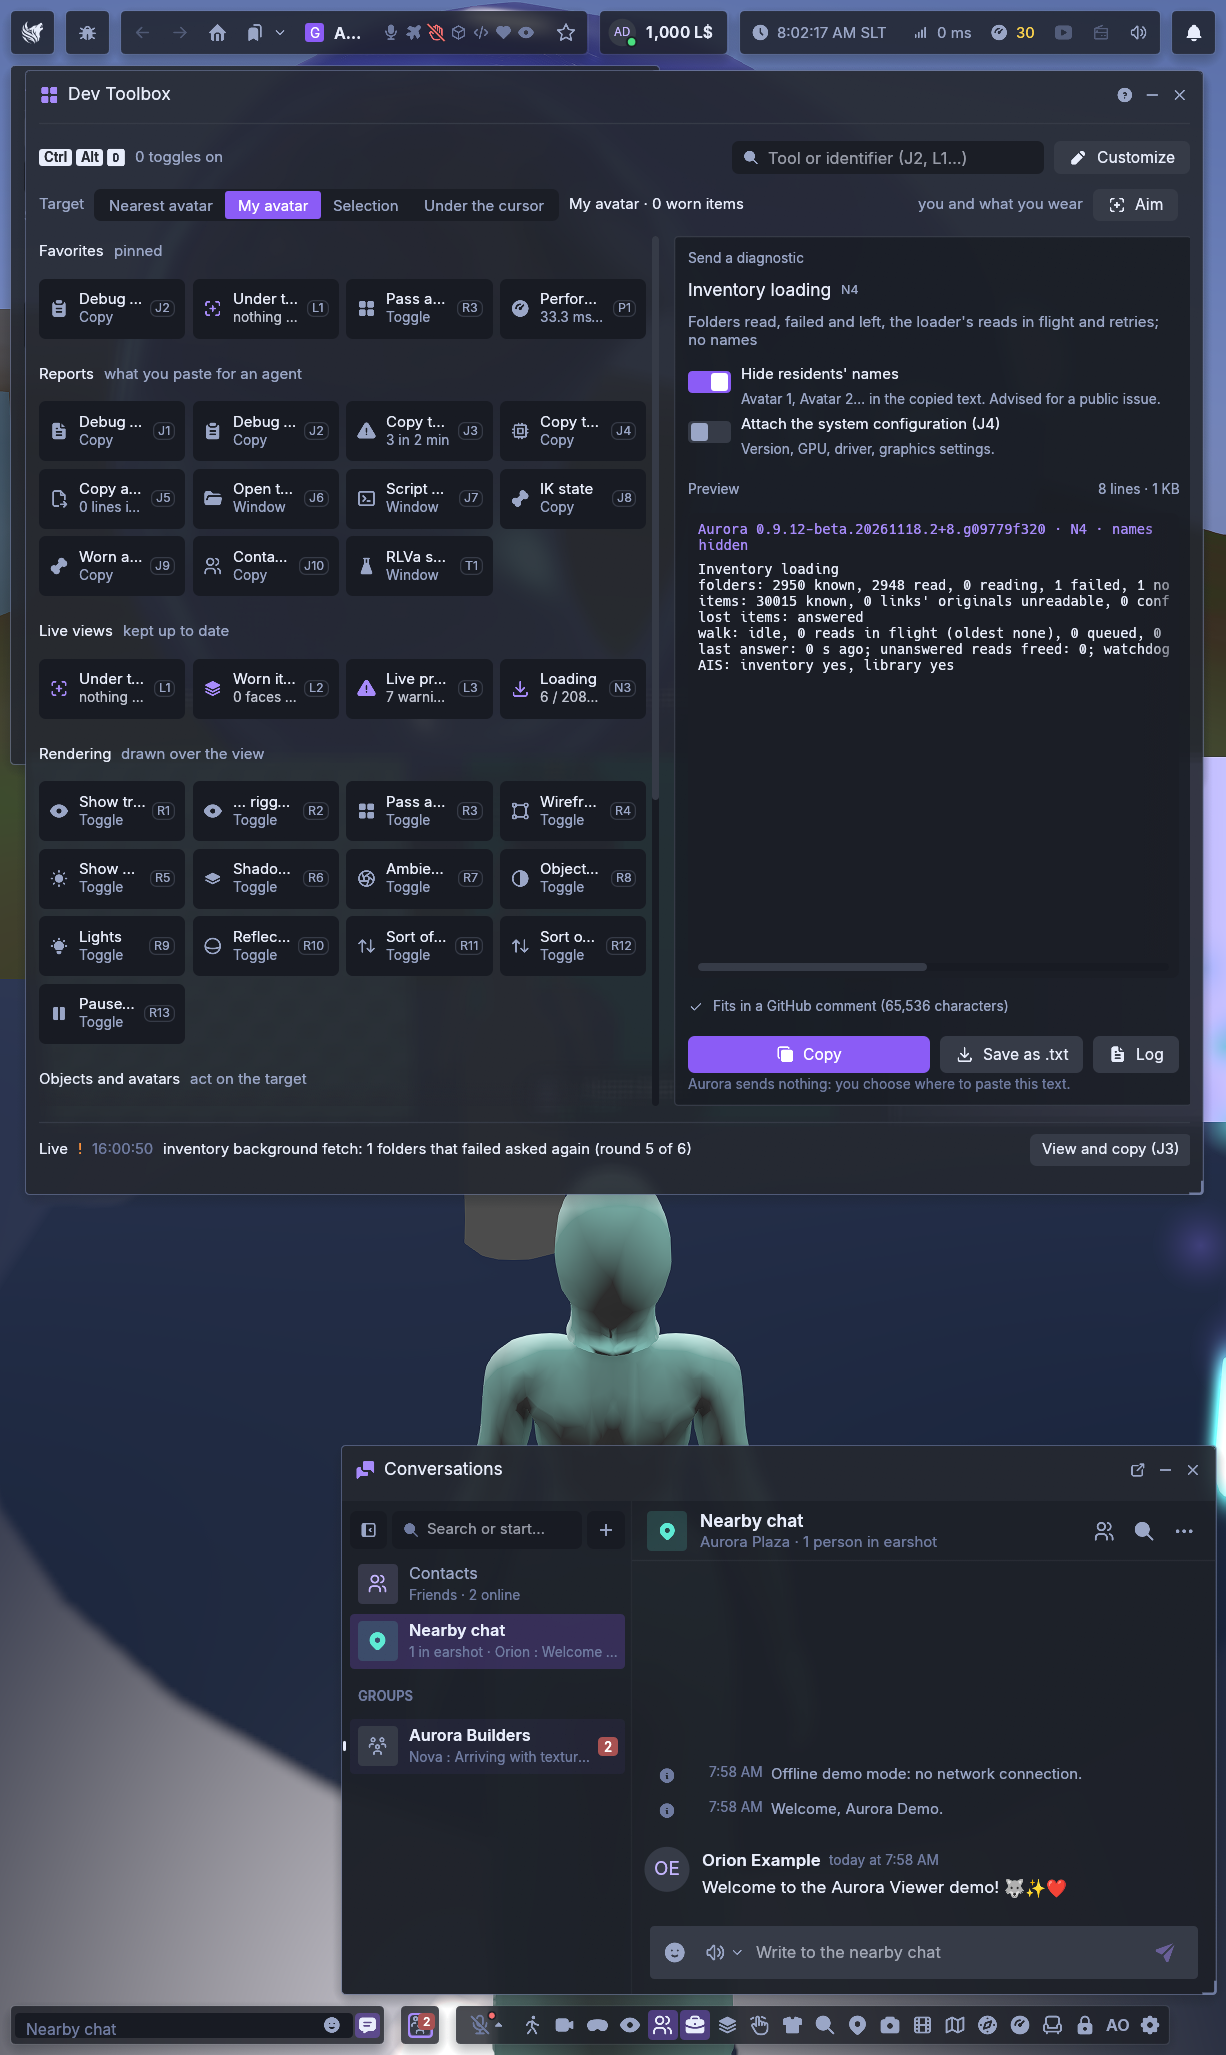 G A...
AD 1,000 L$
8:02:17 AM SLT 0 ms 30
Dev Toolbox
Ctrl Alt D 0 toggles on
Tool or identifier (J2, L1...)
Customize
Target Nearest avatar My avatar Selection Under the cursor My avatar · 0 worn items you and what you wear Aim
Favorites pinned
Debug ... Copy J2
Under t... nothing ... L1
Pass a... Toggle R3
Perfor... 33.3 ms... P1
Reports what you paste for an agent
Debug ... Copy J1
Debug ... Copy J2
Copy t... 3 in 2 min J3
Copy t... Copy J4
Copy a... 0 lines i... J5
Open t... Window J6
Script ... Window J7
IK state Copy J8
Worn a... Copy J9
Conta... Copy J10
RLVa s... Window T1
Live views kept up to date
Under t... nothing ... L1
Worn it... 0 faces ... L2
Live pr... 7 warni... L3
Loading 6 / 208... N3
Rendering drawn over the view
Show tr... Toggle R1
... rigg... Toggle R2
Pass a... Toggle R3
Wirefr... Toggle R4
Show ... Toggle R5
Shado... Toggle R6
Ambie... Toggle R7
Object... Toggle R8
Lights Toggle R9
Reflec... Toggle R10
Sort of... Toggle R11
Sort o... Toggle R12
Pause... Toggle R13
Objects and avatars act on the target
Send a diagnostic
Inventory loading N4
Folders read, failed and left, the loader's reads in flight and retries;
no names
Hide residents' names
Avatar 1, Avatar 2... in the copied text. Advised for a public issue.
Attach the system configuration (J4)
Version, GPU, driver, graphics settings.
Preview 8 lines · 1 KB
Aurora 0.9.12-beta.20261118.2+8.g09779f320 · N4 · names
hidden
Inventory loading
folders: 2950 known, 2948 read, 0 reading, 1 failed, 1 no
items: 30015 known, 0 links' originals unreadable, 0 conf
lost items: answered
walk: idle, 0 reads in flight (oldest none), 0 queued, 0
last answer: 0 s ago; unanswered reads freed: 0; watchdog
AIS: inventory yes, library yes
Fits in a GitHub comment (65,536 characters)
Copy Save as .txt Log
Aurora sends nothing: you choose where to paste this text.
Live ! 16:00:50 inventory background fetch: 1 folders that failed asked again (round 5 of 6) View and copy (J3)
Conversations
Search or start...
Contacts
Friends · 2 online
Nearby chat
1 in earshot · Orion : Welcome ...
GROUPS
Aurora Builders
Nova : Arriving with textur... 2
Nearby chat
Aurora Plaza · 1 person in earshot
7:58 AM Offline demo mode: no network connection.
7:58 AM Welcome, Aurora Demo.
OE Orion Example today at 7:58 AM
Welcome to the Aurora Viewer demo! 🐺✨❤️
Write to the nearby chat
Nearby chat 2 AO